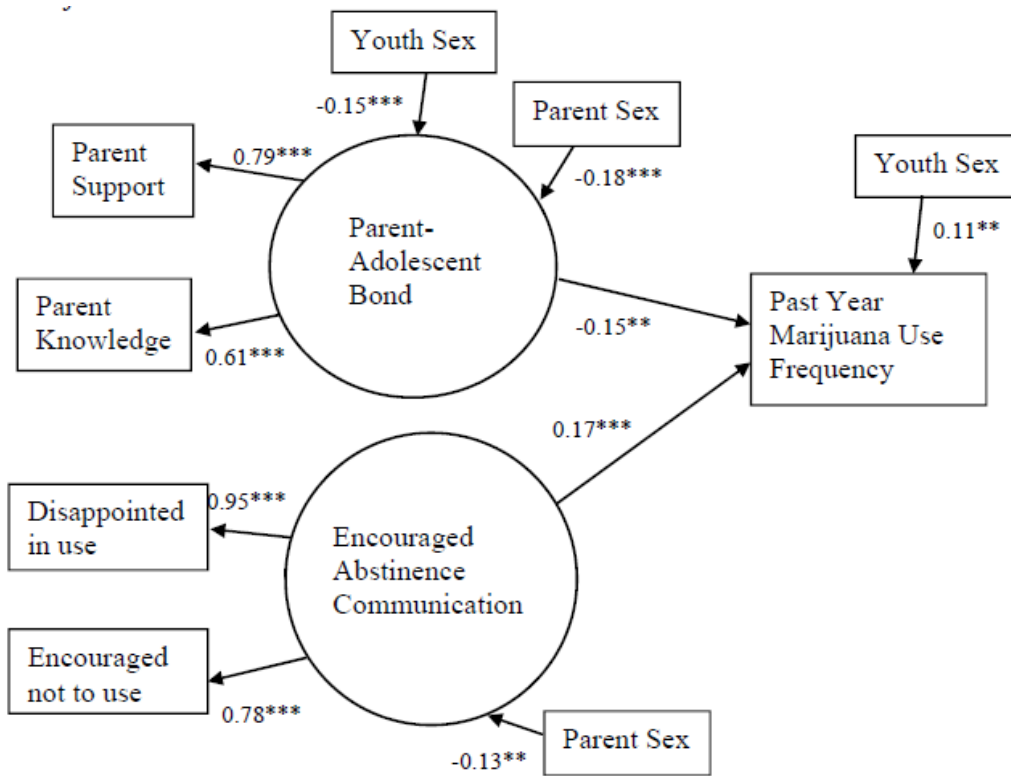 Youth Sex
-0.15***
Parent Sex
-0.18***
Parent
Support
0.79***
Youth Sex
0.11**
Parent-
Adolescent
Bond
Parent
Knowledge
0.61***
-0.15**
Past Year
Marijuana Use
Frequency
0.17***
Disappointed
in use
0.95***
Encouraged
Abstinence
Communication
Encouraged
not to use
0.78***
-0.13**
Parent Sex